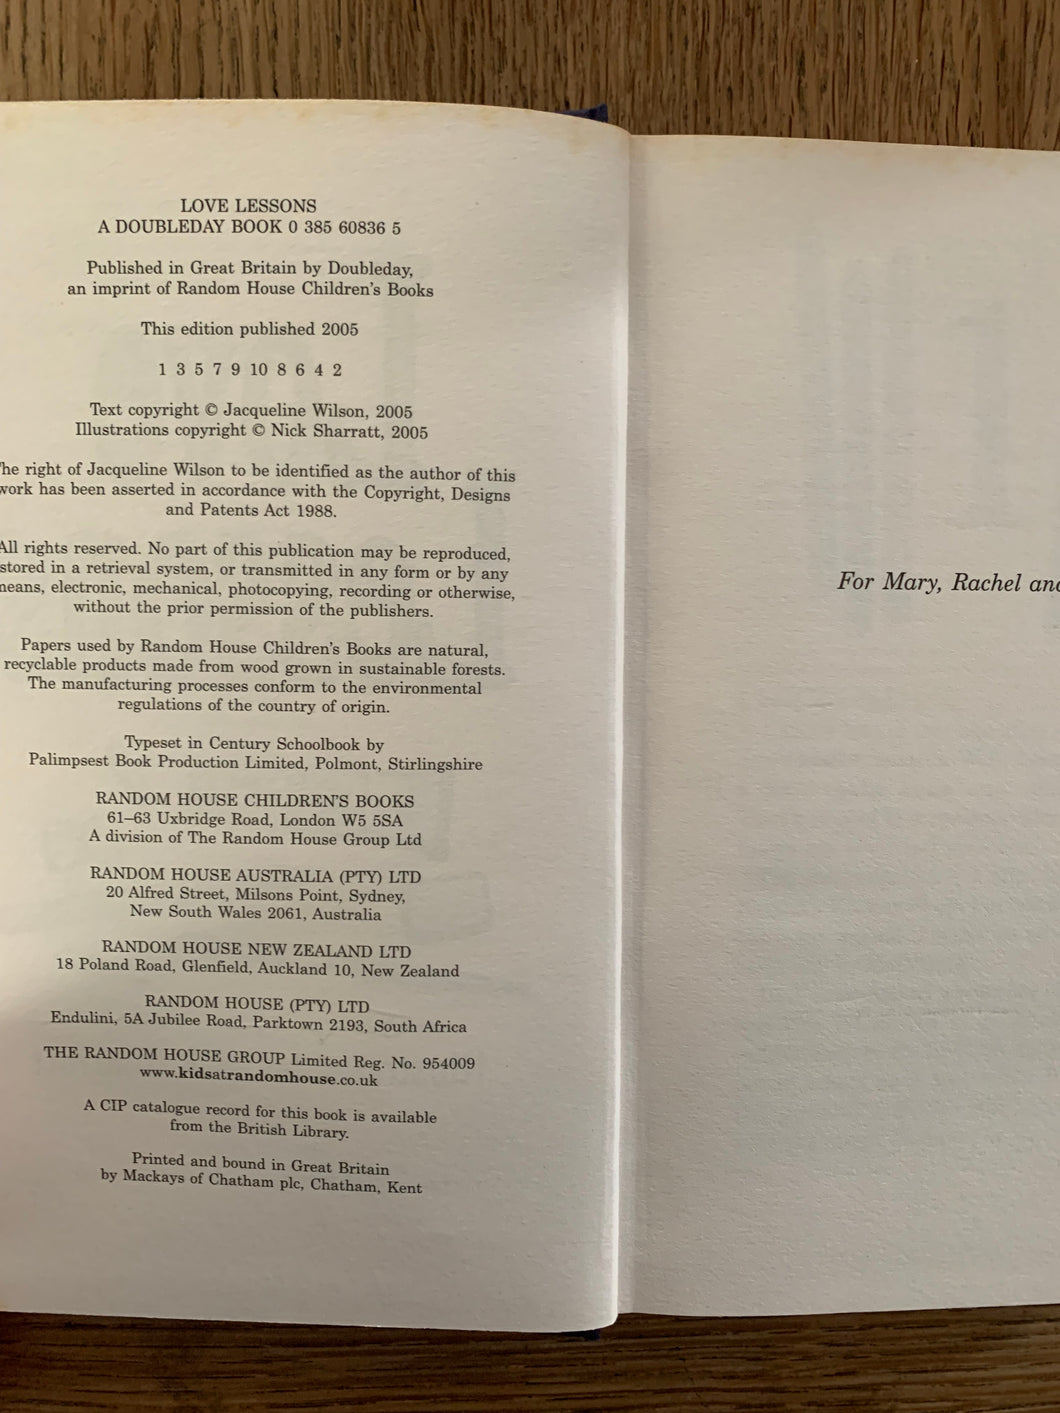 LOVE LESSONS
A DOUBLEDAY BOOK 0 385 60836 5
Published in Great Britain by Doubleday,
an imprint of Random House Children's Books
This edition published 2005
1 3 5 7 9 10 8 6 4 2
Text copyright © Jacqueline Wilson, 2005
Illustrations copyright © Nick Sharratt, 2005
he right of Jacqueline Wilson to be identified as the author of this
work has been asserted in accordance with the Copyright, Designs
and Patents Act 1988.
All rights reserved. No part of this publication may be reproduced,
stored in a retrieval system, or transmitted in any form or by any
neans, electronic, mechanical, photocopying, recording or otherwise,
without the prior permission of the publishers.
Papers used by Random House Children's Books are natural,
recyclable products made from wood grown in sustainable forests.
The manufacturing processes conform to the environmental
regulations of the country of origin.
Typeset in Century Schoolbook by
Palimpsest Book Production Limited, Polmont, Stirlingshire
RANDOM HOUSE CHILDREN'S BOOKS
61–63 Uxbridge Road, London W5 5SA
A division of The Random House Group Ltd
RANDOM HOUSE AUSTRALIA (PTY) LTD
20 Alfred Street, Milsons Point, Sydney,
New South Wales 2061, Australia
RANDOM HOUSE NEW ZEALAND LTD
18 Poland Road, Glenfield, Auckland 10, New Zealand
RANDOM HOUSE (PTY) LTD
Endulini, 5A Jubilee Road, Parktown 2193, South Africa
THE RANDOM HOUSE GROUP Limited Reg. No. 954009
www.kidsatrandomhouse.co.uk
A CIP catalogue record for this book is available
from the British Library.
Printed and bound in Great Britain
by Mackays of Chatham plc, Chatham, Kent
For Mary, Rachel and